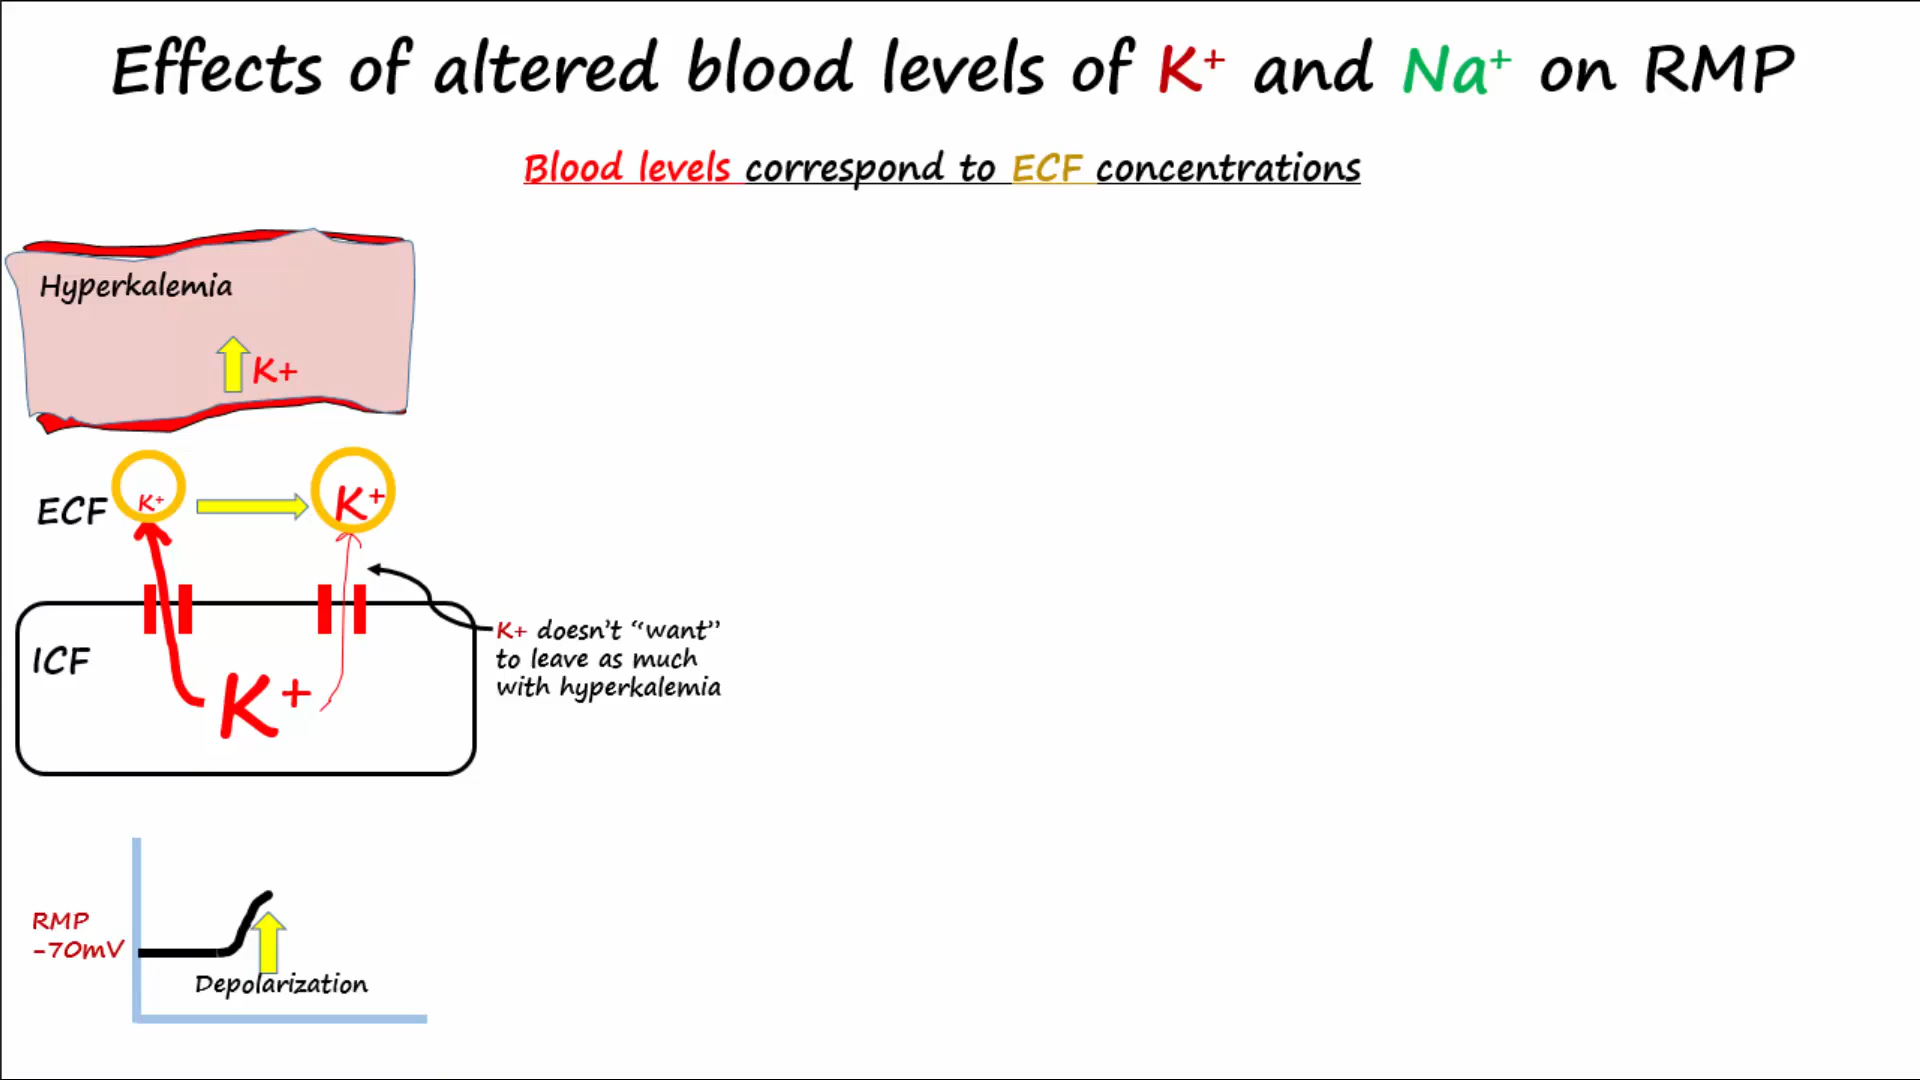 Effects of altered blood levels of K⁺ and Na⁺ on RMP
Blood levels correspond to ECF concentrations
Hyperkalemia
K+
ECF
K⁺
K⁺
K+ doesn't “want”
to leave as much
with hyperkalemia
ICF
K⁺
RMP
-70mV
Depolarization